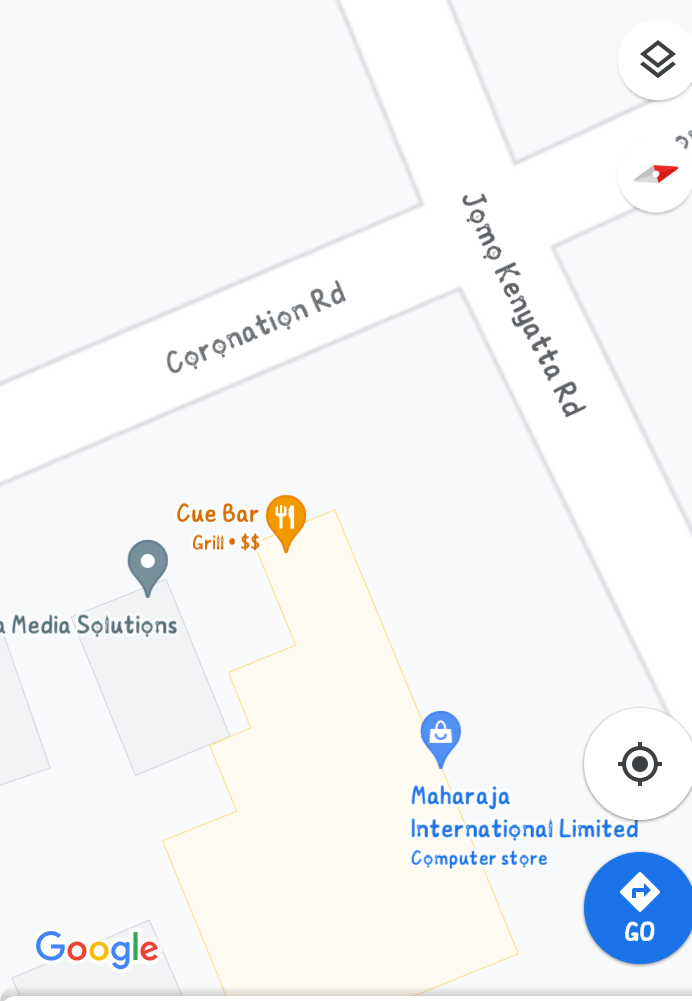 Jomo Kenyatta Rd
Coronation Rd
Cue Bar
Grill • $$
Media Solutions
Maharaja
International Limited
Computer store
GO
Google